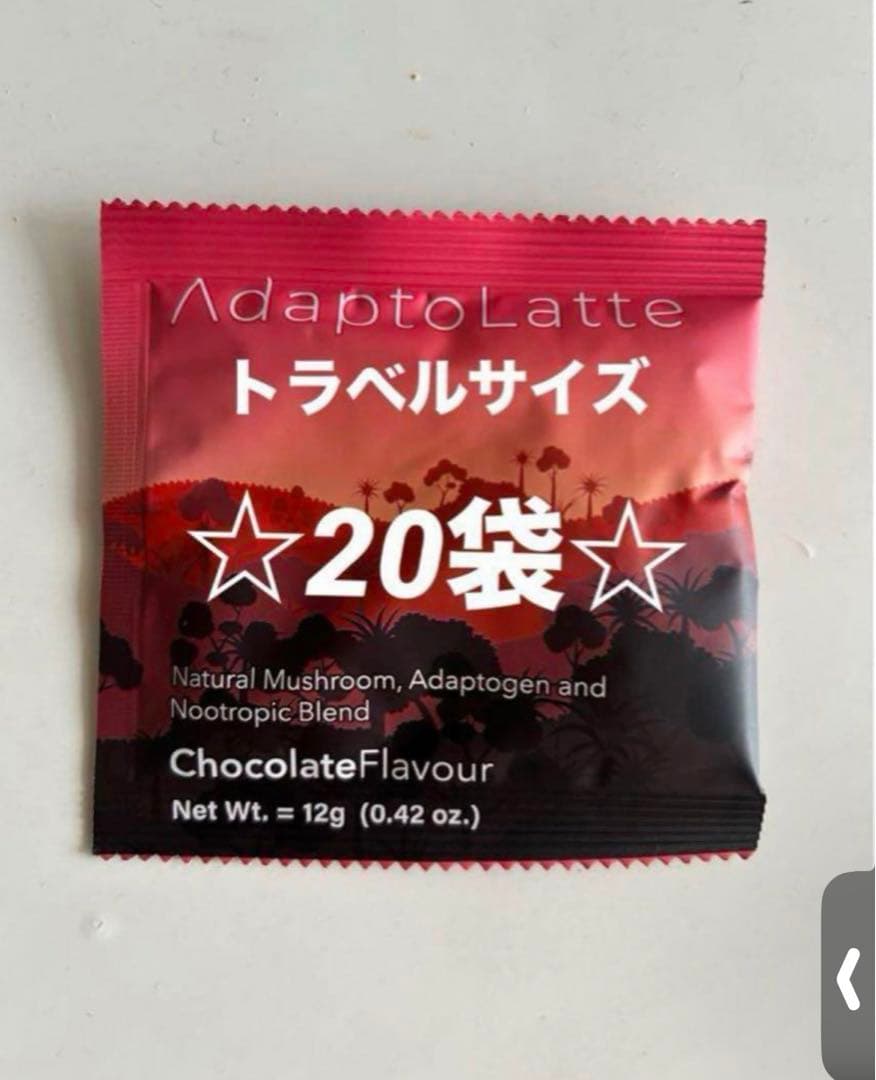 AdaptoLatte
トラベルサイズ
☆20袋☆
Natural Mushroom, Adaptogen and
Nootropic Blend
ChocolateFlavour
Net Wt. = 12g (0.42 oz.)